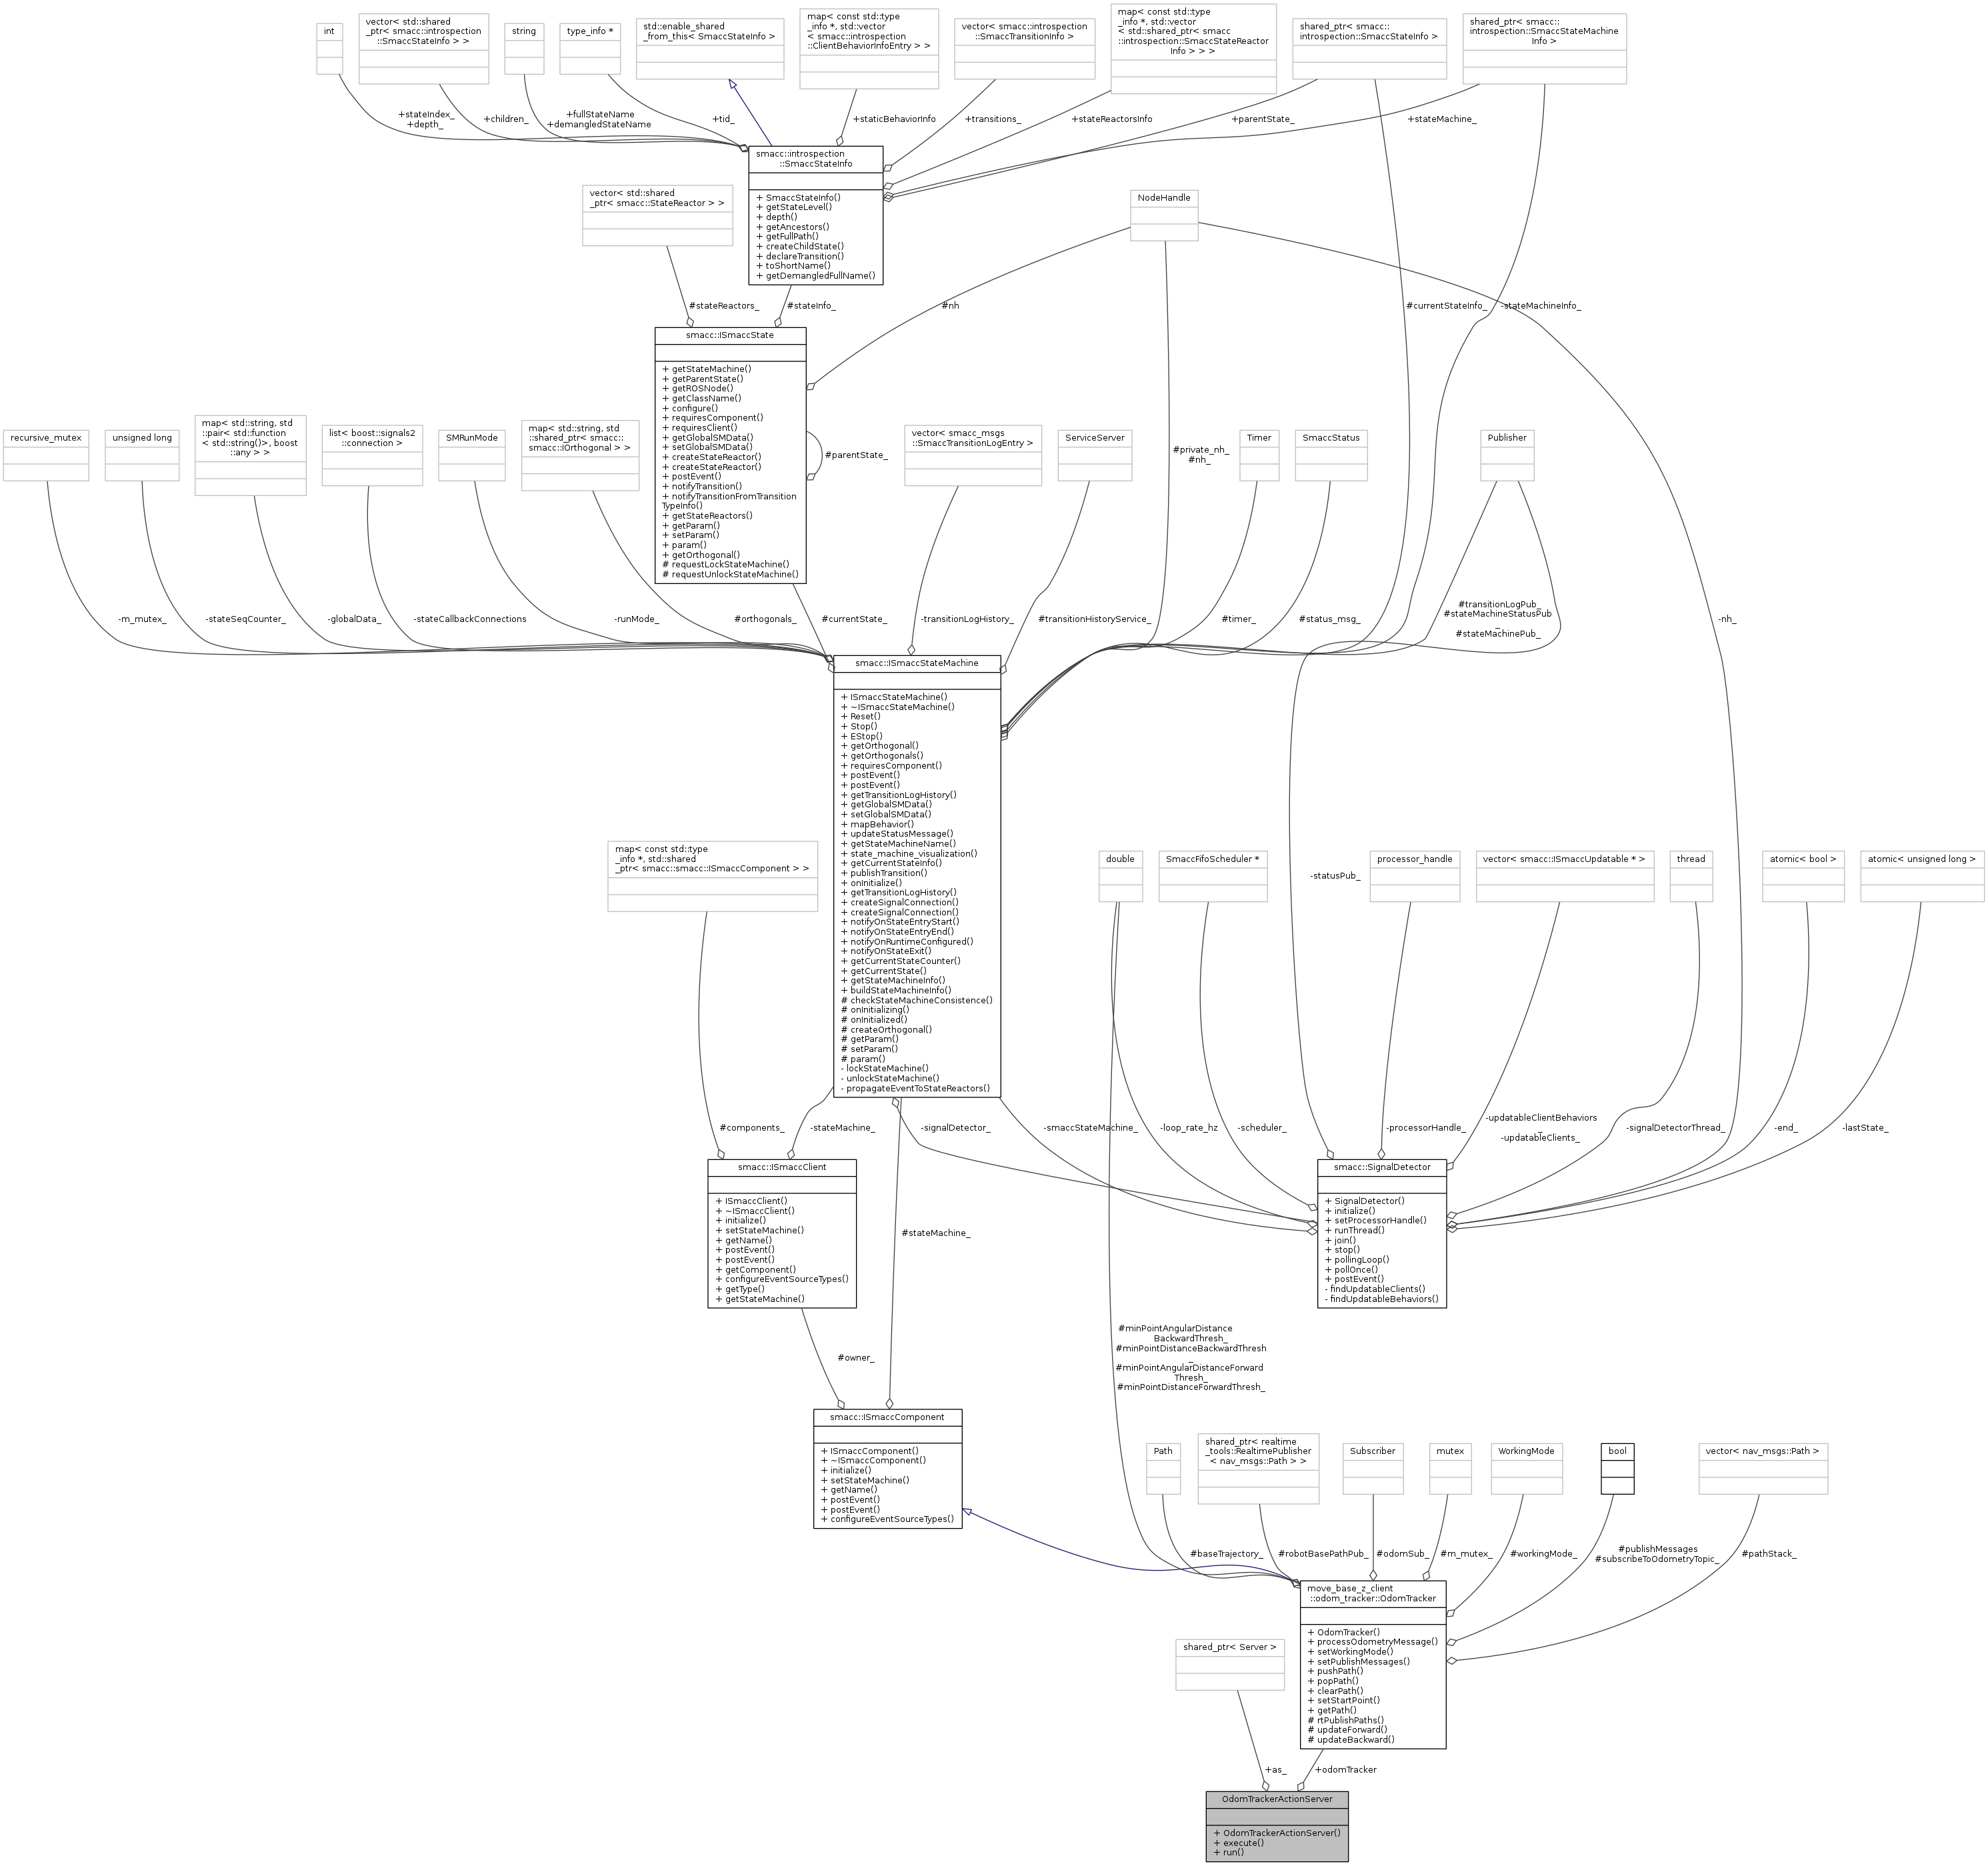 int
vector< std::shared
_ptr< smacc::introspection
::SmaccStateInfo > >
string
type_info *
std::enable_shared
_from_this< SmaccStateInfo >
map< const std::type
_info *, std::vector
< smacc::introspection
::ClientBehaviorInfoEntry > >
vector< smacc::introspection
::SmaccTransitionInfo >
map< const std::type
_info *, std::vector
< std::shared_ptr< smacc
::introspection::SmaccStateReactor
Info > > >
shared_ptr< smacc::
introspection::SmaccStateInfo >
shared_ptr< smacc::
introspection::SmaccStateMachine
Info >
+stateIndex_
+depth_
+children_
+fullStateName
+demangledStateName
+tid_
+staticBehaviorInfo
+transitions_
+stateReactorsInfo
+parentState_
+stateMachine_
smacc::introspection
::SmaccStateInfo
+ SmaccStateInfo()
+ getStateLevel()
+ depth()
+ getAncestors()
+ getFullPath()
+ createChildState()
+ declareTransition()
+ toShortName()
+ getDemangledFullName()
vector< std::shared
_ptr< smacc::StateReactor > >
NodeHandle
#stateReactors_
#stateInfo_
#nh
#currentStateInfo_
-stateMachineInfo_
smacc::ISmaccState
+ getStateMachine()
+ getParentState()
+ getROSNode()
+ getClassName()
+ configure()
+ requiresComponent()
+ requiresClient()
+ getGlobalSMData()
+ setGlobalSMData()
+ createStateReactor()
+ createStateReactor()
+ postEvent()
+ notifyTransition()
+ notifyTransitionFromTransition
TypeInfo()
+ getStateReactors()
+ getParam()
+ setParam()
+ param()
+ getOrthogonal()
# requestLockStateMachine()
# requestUnlockStateMachine()
#parentState_
recursive_mutex
unsigned long
map< std::string, std
::pair< std::function
< std::string()>, boost
::any > >
list< boost::signals2
::connection >
SMRunMode
map< std::string, std
::shared_ptr< smacc::
smacc::IOrthogonal > >
vector< smacc_msgs
::SmaccTransitionLogEntry >
ServiceServer
#private_nh_
#nh_
Timer
SmaccStatus
Publisher
-m_mutex_
-stateSeqCounter_
-globalData_
-stateCallbackConnections
-runMode_
#orthogonals_
#currentState_
-transitionLogHistory_
#transitionHistoryService_
#timer_
#status_msg_
#transitionLogPub_
#stateMachineStatusPub
_
#stateMachinePub_
-nh_
smacc::ISmaccStateMachine
+ ISmaccStateMachine()
+ ~ISmaccStateMachine()
+ Reset()
+ Stop()
+ EStop()
+ getOrthogonal()
+ getOrthogonals()
+ requiresComponent()
+ postEvent()
+ postEvent()
+ getTransitionLogHistory()
+ getGlobalSMData()
+ setGlobalSMData()
+ mapBehavior()
+ updateStatusMessage()
+ getStateMachineName()
+ state_machine_visualization()
+ getCurrentStateInfo()
+ publishTransition()
+ onInitialize()
+ getTransitionLogHistory()
+ createSignalConnection()
+ createSignalConnection()
+ notifyOnStateEntryStart()
+ notifyOnStateEntryEnd()
+ notifyOnRuntimeConfigured()
+ notifyOnStateExit()
+ getCurrentStateCounter()
+ getCurrentState()
+ getStateMachineInfo()
+ buildStateMachineInfo()
# checkStateMachineConsistence()
# onInitializing()
# onInitialized()
# createOrthogonal()
# getParam()
# setParam()
# param()
- lockStateMachine()
- unlockStateMachine()
- propagateEventToStateReactors()
map< const std::type
_info *, std::shared
_ptr< smacc::smacc::ISmaccComponent > >
double
SmaccFifoScheduler *
-statusPub_
processor_handle
vector< smacc::ISmaccUpdatable * >
thread
atomic< bool >
atomic< unsigned long >
#components_
-stateMachine_
-signalDetector_
-smaccStateMachine_
-loop_rate_hz
-scheduler_
-processorHandle_
-updatableClientBehaviors
_
-updatableClients_
-signalDetectorThread_
-end_
-lastState_
smacc::ISmaccClient
+ ISmaccClient()
+ ~ISmaccClient()
+ initialize()
+ setStateMachine()
+ getName()
+ postEvent()
+ postEvent()
+ getComponent()
+ configureEventSourceTypes()
+ getType()
+ getStateMachine()
#stateMachine_
smacc::SignalDetector
+ SignalDetector()
+ initialize()
+ setProcessorHandle()
+ runThread()
+ join()
+ stop()
+ pollingLoop()
+ pollOnce()
+ postEvent()
- findUpdatableClients()
- findUpdatableBehaviors()
#owner_
#minPointAngularDistance
BackwardThresh_
#minPointDistanceBackwardThresh
_
#minPointAngularDistanceForward
Thresh_
#minPointDistanceForwardThresh_
smacc::ISmaccComponent
+ ISmaccComponent()
+ ~ISmaccComponent()
+ initialize()
+ setStateMachine()
+ getName()
+ postEvent()
+ postEvent()
+ configureEventSourceTypes()
Path
shared_ptr< realtime
_tools::RealtimePublisher
< nav_msgs::Path > >
Subscriber
mutex
WorkingMode
bool
vector< nav_msgs::Path >
#baseTrajectory_
#robotBasePathPub_
#odomSub_
#m_mutex_
#workingMode_
#publishMessages
#subscribeToOdometryTopic_
#pathStack_
move_base_z_client
::odom_tracker::OdomTracker
+ OdomTracker()
+ processOdometryMessage()
+ setWorkingMode()
+ setPublishMessages()
+ pushPath()
+ popPath()
+ clearPath()
+ setStartPoint()
+ getPath()
# rtPublishPaths()
# updateForward()
# updateBackward()
shared_ptr< Server >
+as_
+odomTracker
OdomTrackerActionServer
+ OdomTrackerActionServer()
+ execute()
+ run()